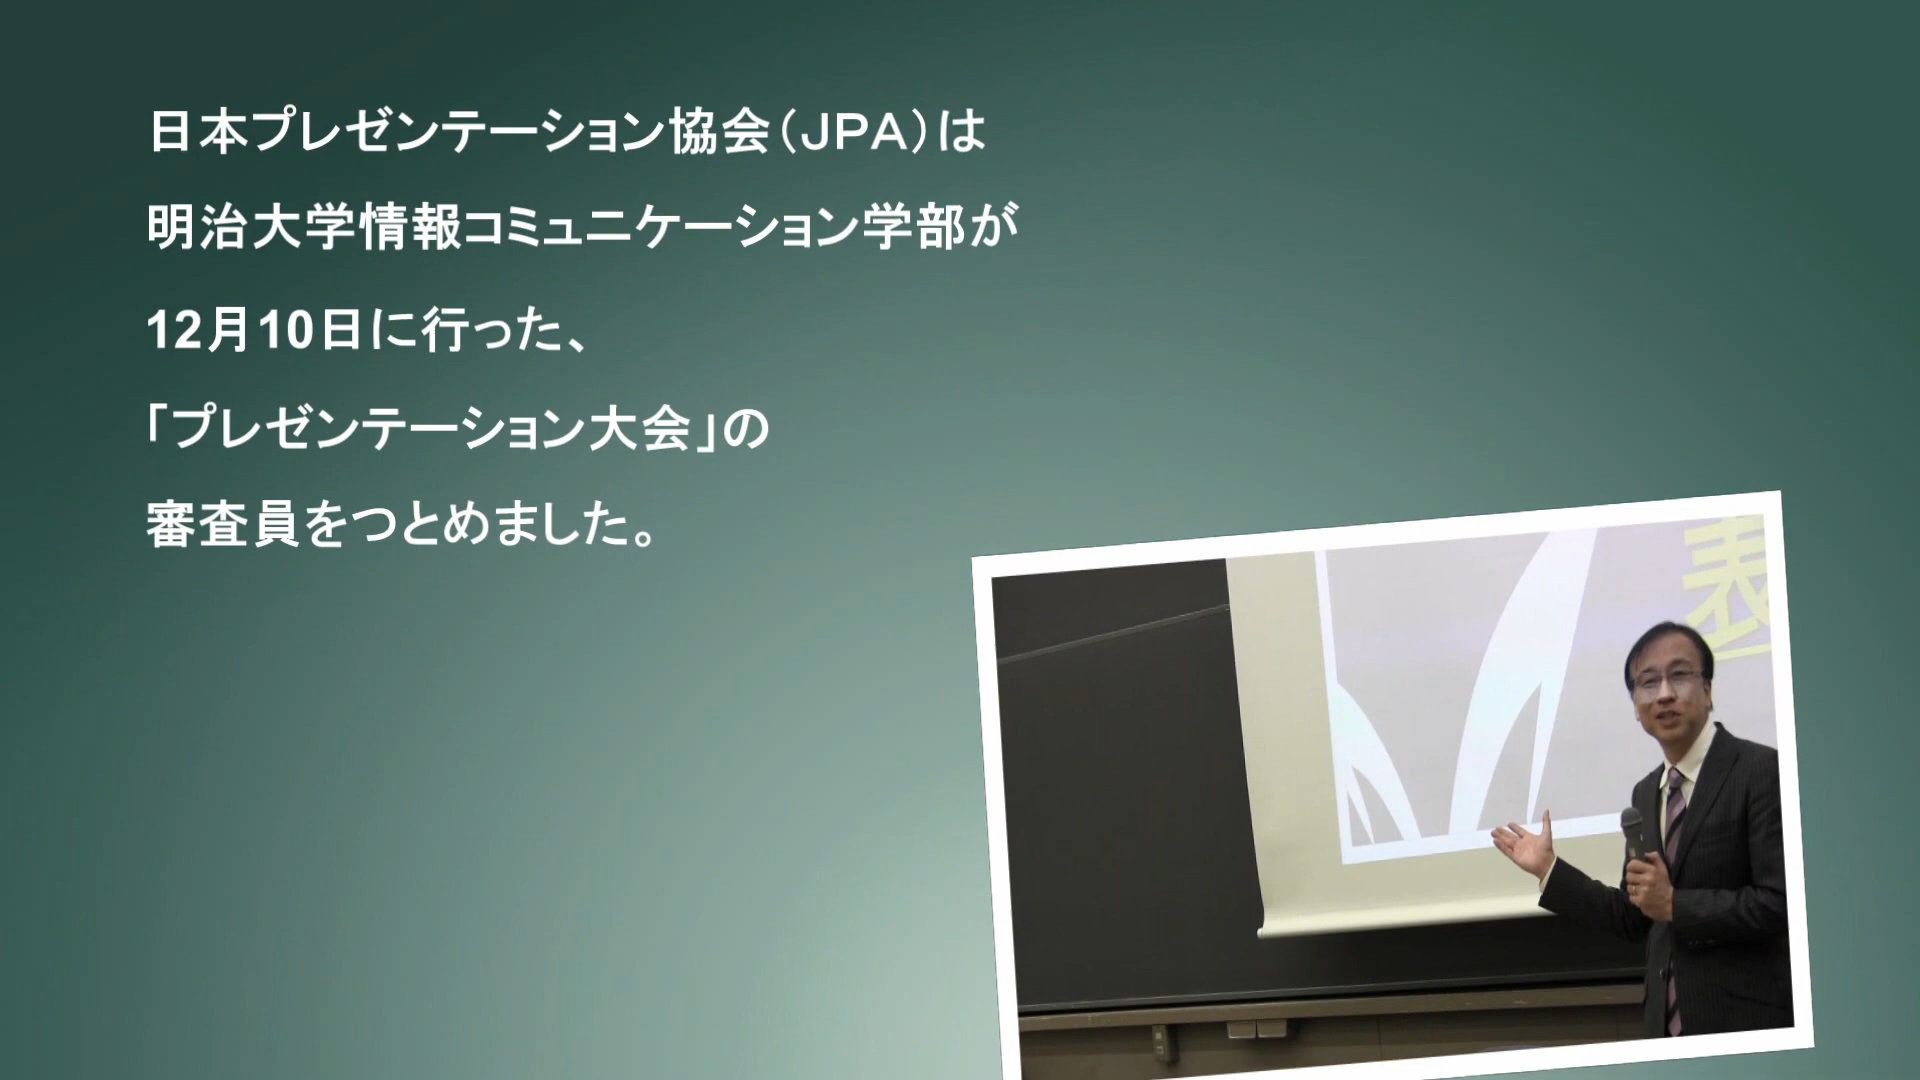 日本プレゼンテーション協会（JPA）は
明治大学情報コミュニケーション学部が
12月10日に行った、
「プレゼンテーション大会」の
審査員をつとめました。
表